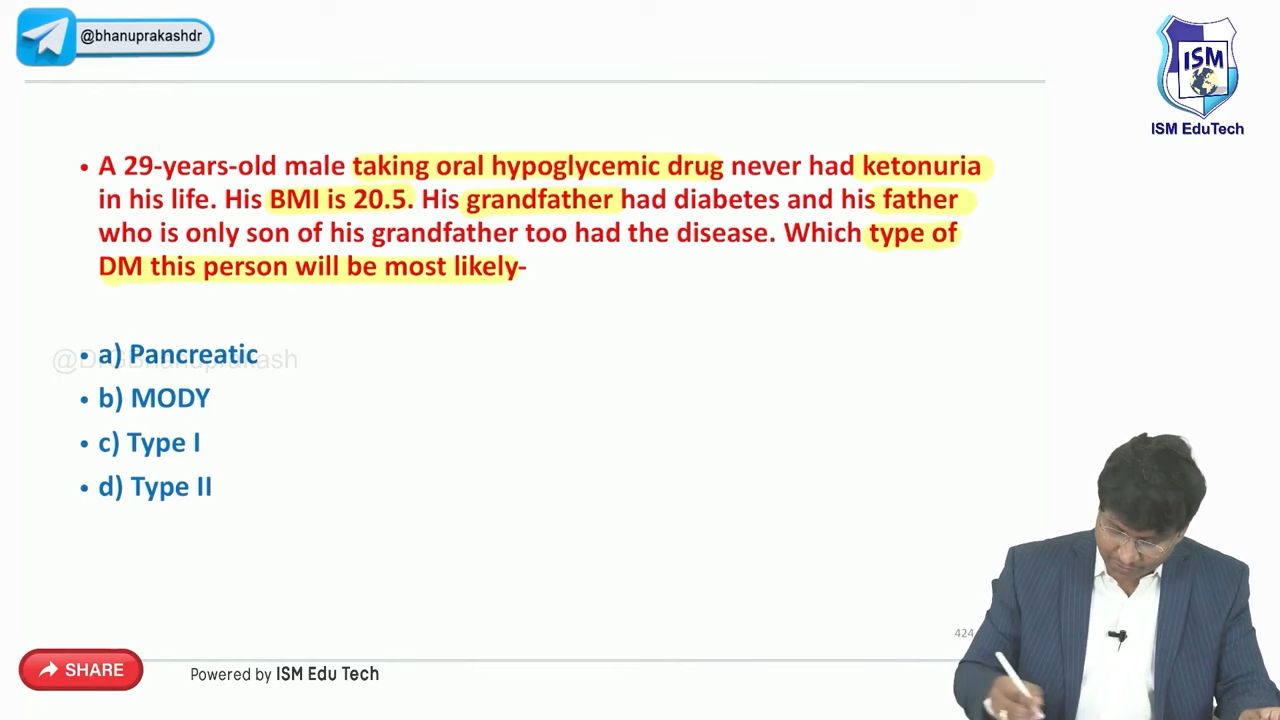 @bhanuprakashdr
ISM
ISM EduTech
• A 29-years-old male taking oral hypoglycemic drug never had ketonuria
in his life. His BMI is 20.5. His grandfather had diabetes and his father
who is only son of his grandfather too had the disease. Which type of
DM this person will be most likely-
• a) Pancreatic
@DrGBhanuprakash
• b) MODY
• c) Type I
• d) Type II
424
SHARE
Powered by ISM Edu Tech